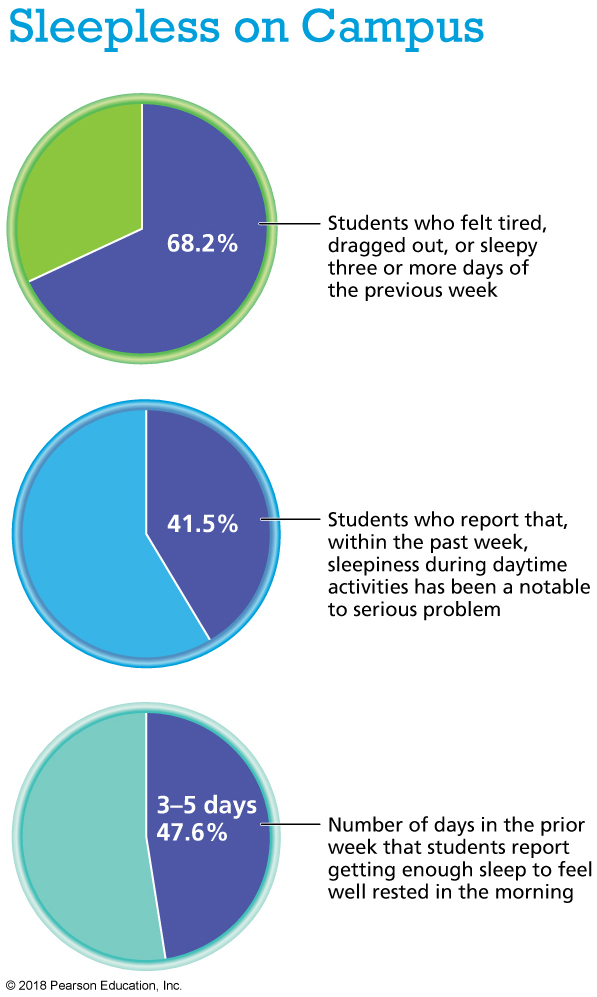 Sleepless on Campus
68.2%
Students who felt tired,
dragged out, or sleepy
three or more days of
the previous week
41.5%
Students who report that,
within the past week,
sleepiness during daytime
activities has been a notable
to serious problem
3–5 days
47.6%
Number of days in the prior
week that students report
getting enough sleep to feel
well rested in the morning
© 2018 Pearson Education, Inc.